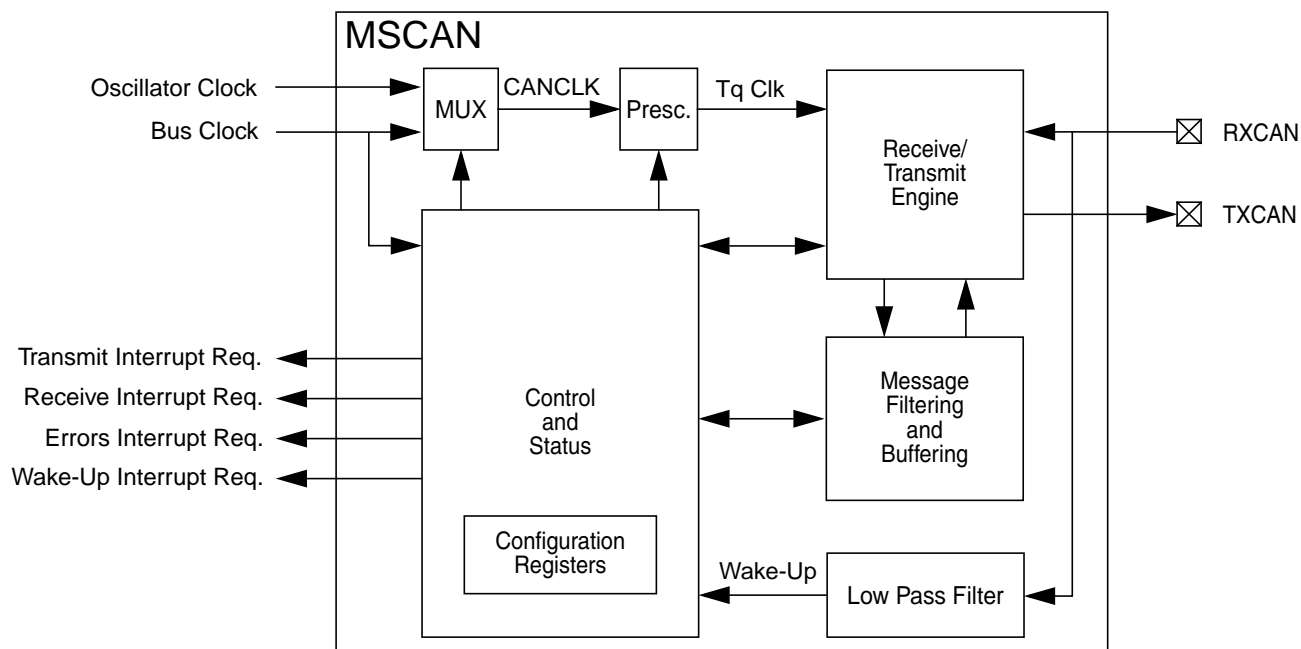 MSCAN
Oscillator Clock
Bus Clock
MUX
CANCLK
Presc.
Tq Clk
Receive/
Transmit
Engine
RXCAN
TXCAN
Transmit Interrupt Req.
Receive Interrupt Req.
Errors Interrupt Req.
Wake-Up Interrupt Req.
Control
and
Status
Message
Filtering
and
Buffering
Configuration
Registers
Wake-Up
Low Pass Filter